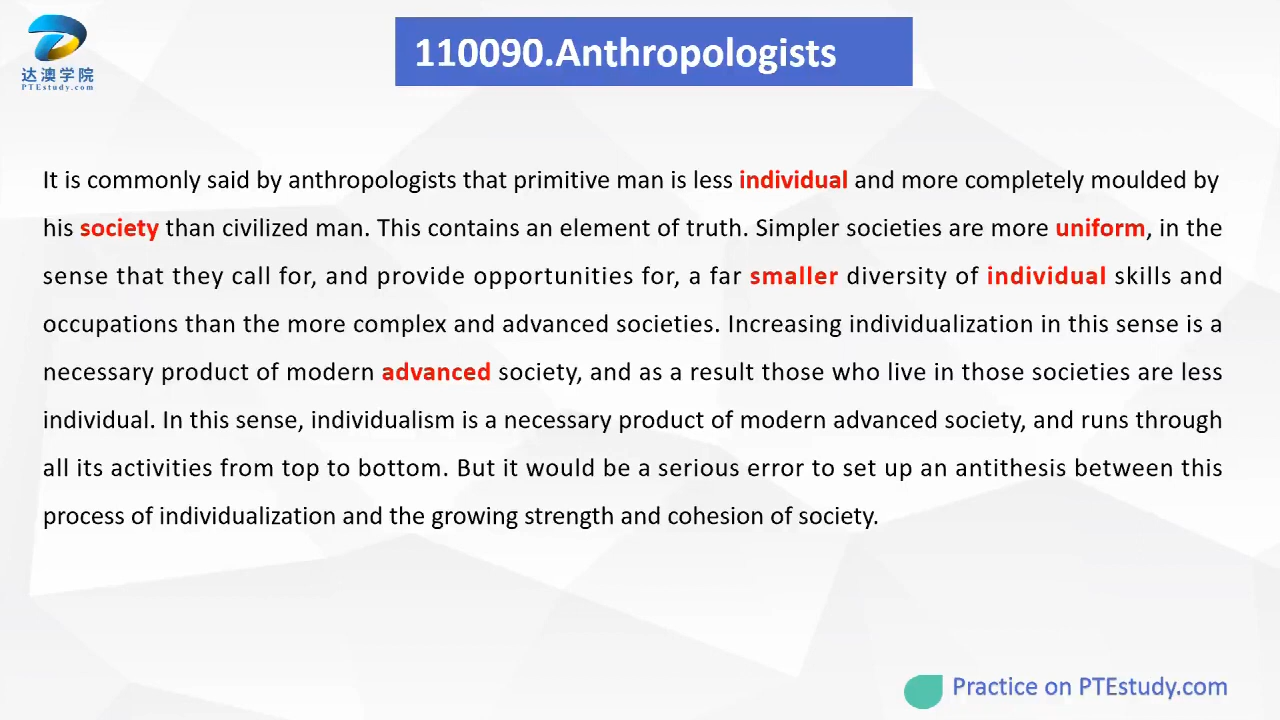 110090.Anthropologists
达澳学院
PTEstudy.com
It is commonly said by anthropologists that primitive man is less individual and more completely moulded by
his society than civilized man. This contains an element of truth. Simpler societies are more uniform, in the
sense that they call for, and provide opportunities for, a far smaller diversity of individual skills and
occupations than the more complex and advanced societies. Increasing individualization in this sense is a
necessary product of modern advanced society, and as a result those who live in those societies are less
individual. In this sense, individualism is a necessary product of modern advanced society, and runs through
all its activities from top to bottom. But it would be a serious error to set up an antithesis between this
process of individualization and the growing strength and cohesion of society.
Practice on PTEstudy.com